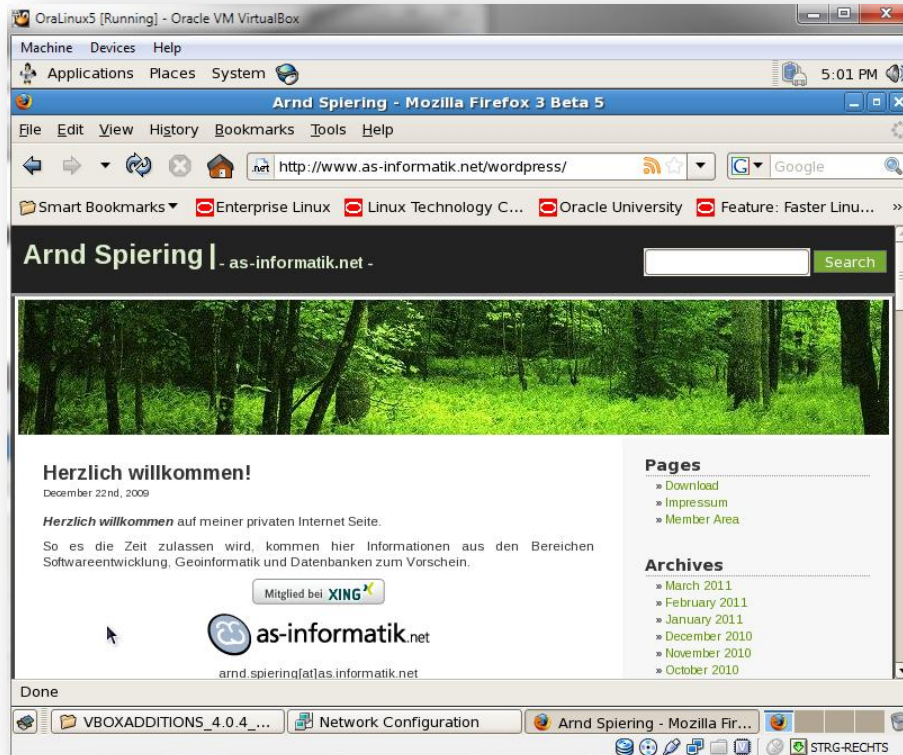 OraLinux5 [Running] - Oracle VM VirtualBox
Machine Devices Help
Applications Places System 5:01 PM
Arnd Spiering - Mozilla Firefox 3 Beta 5
File Edit View History Bookmarks Tools Help
.net http://www.as-informatik.net/wordpress/ G Google
Smart Bookmarks Enterprise Linux Linux Technology C... Oracle University Feature: Faster Linu... »
Arnd Spiering |- as-informatik.net - Search
Herzlich willkommen!
December 22nd, 2009
Herzlich willkommen auf meiner privaten Internet Seite.
So es die Zeit zulassen wird, kommen hier Informationen aus den Bereichen
Softwareentwicklung, Geoinformatik und Datenbanken zum Vorschein.
Mitglied bei XING
as-informatik.net
arnd.spiering[at]as.informatik.net
Pages
» Download
» Impressum
» Member Area
Archives
» March 2011
» February 2011
» January 2011
» December 2010
» November 2010
» October 2010
Done
VBOXADDITIONS_4.0.4_... Network Configuration Arnd Spiering - Mozilla Fir...
STRG-RECHTS